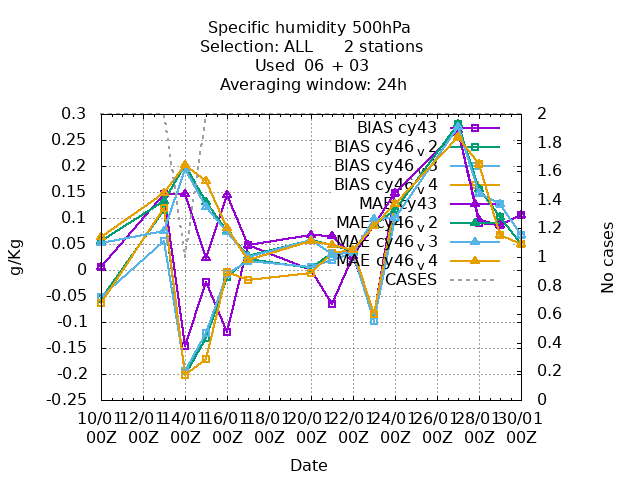 Specific humidity 500hPa
Selection: ALL 2 stations
Used 06 + 03
Averaging window: 24h
g/Kg
0.3
0.25
0.2
0.15
0.1
0.05
0
-0.05
-0.1
-0.15
-0.2
-0.25
BIAS cy43
BIAS cy46_v2
BIAS cy46_v3
BIAS cy46_v4
MAE cy43
MAE cy46_v2
MAE cy46_v3
MAE cy46_v4
CASES
2
1.8
1.6
1.4
1.2
1
0.8
0.6
0.4
0.2
0
No cases
10/01 12/01 14/01 16/01 18/01 20/01 22/01 24/01 26/01 28/01 30/01
00Z 00Z 00Z 00Z 00Z 00Z 00Z 00Z 00Z 00Z 00Z
Date